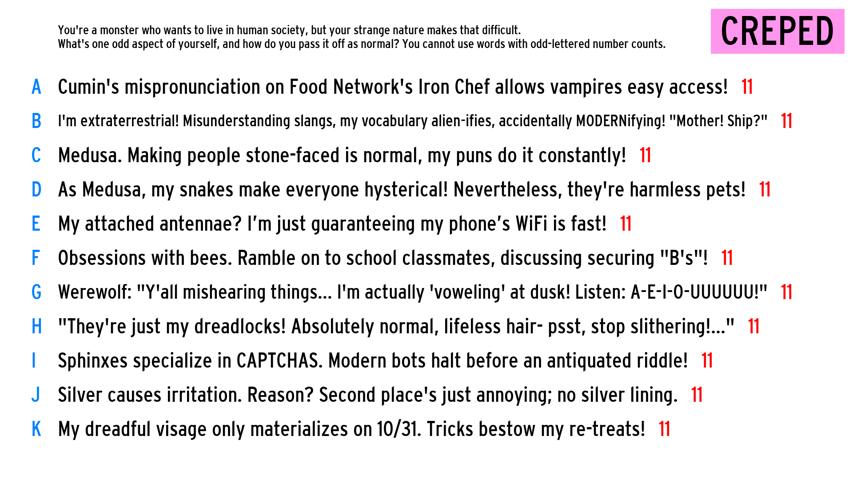 You're a monster who wants to live in human society, but your strange nature makes that difficult.
What's one odd aspect of yourself, and how do you pass it off as normal? You cannot use words with odd-lettered number counts.
CREPED
A Cumin's mispronunciation on Food Network's Iron Chef allows vampires easy access! 11
B I'm extraterrestrial! Misunderstanding slangs, my vocabulary alien-ifies, accidentally MODERNifying! "Mother! Ship?" 11
C Medusa. Making people stone-faced is normal, my puns do it constantly! 11
D As Medusa, my snakes make everyone hysterical! Nevertheless, they're harmless pets! 11
E My attached antennae? I'm just guaranteeing my phone's WiFi is fast! 11
F Obsessions with bees. Ramble on to school classmates, discussing securing "B's"! 11
G Werewolf: "Y'all mishearing things... I'm actually 'voweling' at dusk! Listen: A-E-I-O-UUUUUU!" 11
H "They're just my dreadlocks! Absolutely normal, lifeless hair- psst, stop slithering!..." 11
I Sphinxes specialize in CAPTCHAS. Modern bots halt before an antiquated riddle! 11
J Silver causes irritation. Reason? Second place's just annoying; no silver lining. 11
K My dreadful visage only materializes on 10/31. Tricks bestow my re-treats! 11